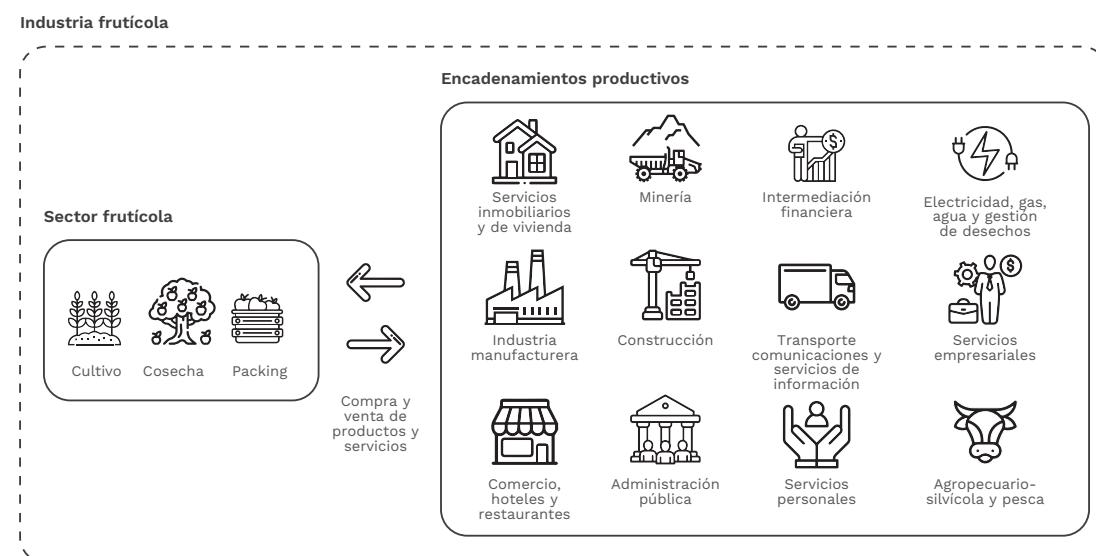 Industria frutícola
Encadenamientos productivos
Sector frutícola
Cultivo
Cosecha
Packing
Compra y
venta de
productos y
servicios
Servicios
inmobiliarios
y de vivienda
Minería
Intermediación
financiera
Electricidad, gas,
agua y gestión
de desechos
Industria
manufacturera
Construcción
Transporte
comunicaciones y
servicios de
información
Servicios
empresariales
Comercio,
hoteles y
restaurantes
Administración
pública
Servicios
personales
Agropecuario-
silvícola y pesca